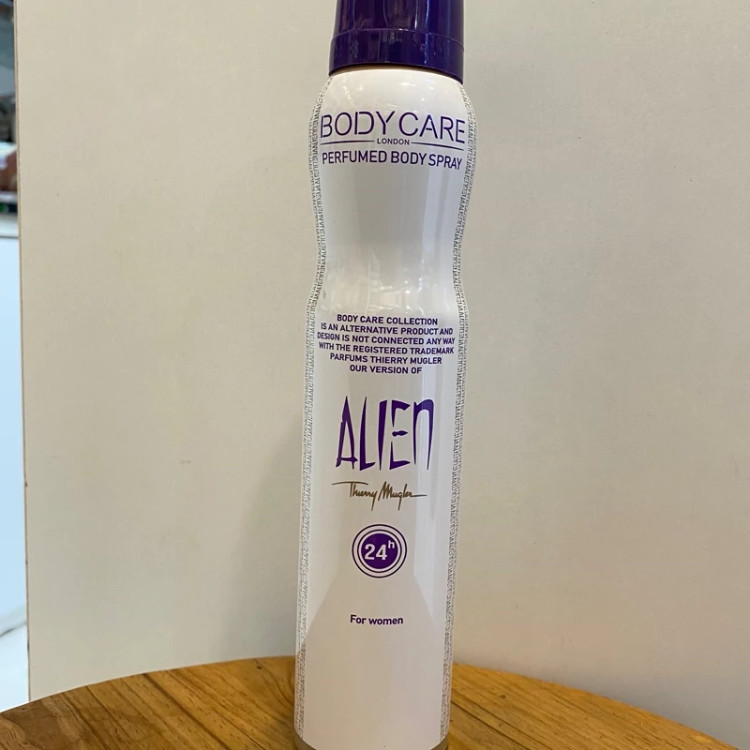 BODY CARE
LONDON
PERFUMED BODY SPRAY
BODY CARE COLLECTION
IS AN ALTERNATIVE PRODUCT AND
DESIGN IS NOT CONNECTED ANY WAY
WITH THE REGISTERED TRADEMARK
PARFUMS THIERRY MUGLER
OUR VERSION OF
ALIEN
Thierry Mugler
24h
For women